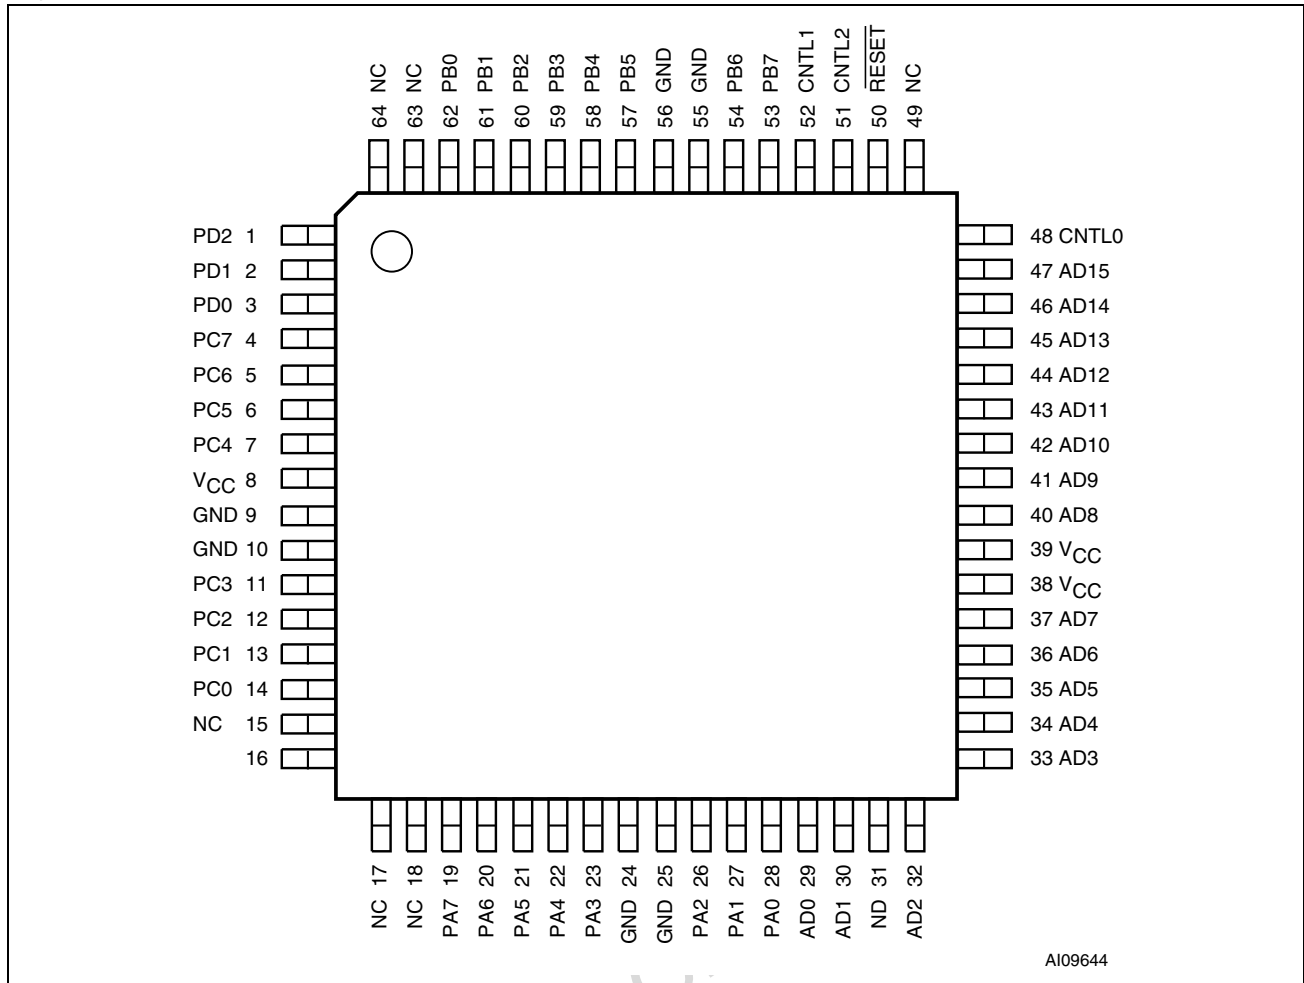 64 NC
63 NC
62 PB0
61 PB1
60 PB2
59 PB3
58 PB4
57 PB5
56 GND
55 GND
54 PB6
53 PB7
52 CNTL1
51 CNTL2
50 RESET
49 NC
PD2 1
PD1 2
PD0 3
PC7 4
PC6 5
PC5 6
PC4 7
VCC 8
GND 9
GND 10
PC3 11
PC2 12
PC1 13
PC0 14
NC 15
16
48 CNTL0
47 AD15
46 AD14
45 AD13
44 AD12
43 AD11
42 AD10
41 AD9
40 AD8
39 VCC
38 VCC
37 AD7
36 AD6
35 AD5
34 AD4
33 AD3
NC 17
NC 18
PA7 19
PA6 20
PA5 21
PA4 22
PA3 23
GND 24
GND 25
PA2 26
PA1 27
PA0 28
AD0 29
AD1 30
ND 31
AD2 32
AI09644